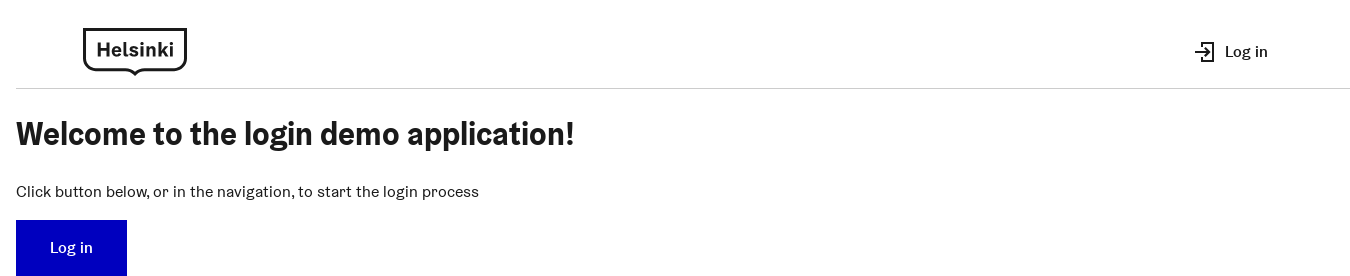 Helsinki
Log in
Welcome to the login demo application!
Click button below, or in the navigation, to start the login process
Log in